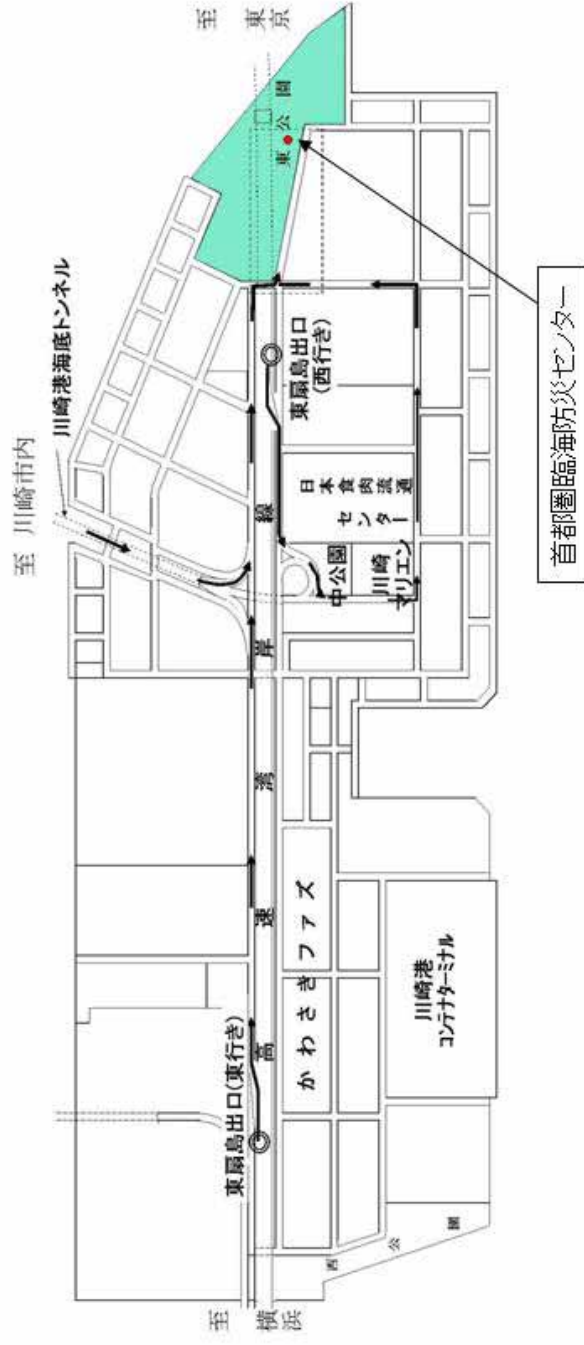 至 川崎市内
川崎港海底トンネル
至 東京
東公園
東扇島出口(東行き)
東扇島出口
(西行き)
高速湾岸線
至 横浜
日本食肉流通
センター
中公園
川崎
マリエン
かわさきファズ
川崎港
コンテナターミナル
西公園
首都圏臨海防災センター